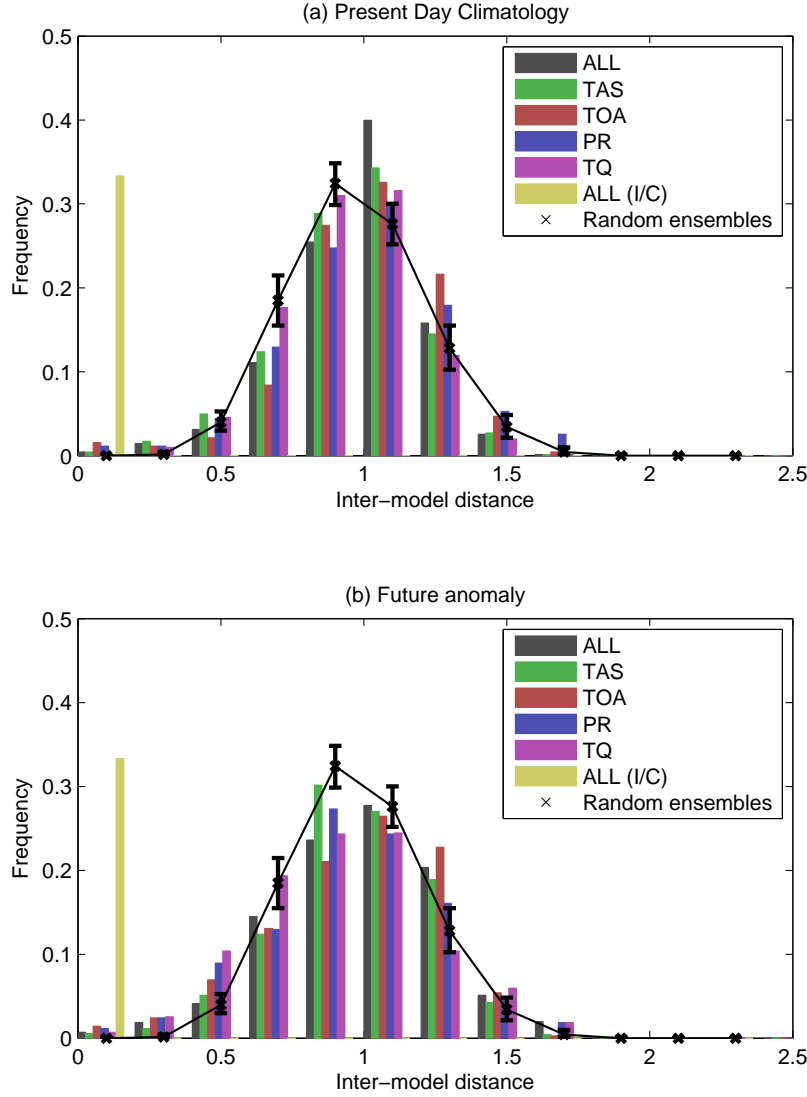 (a) Present Day Climatology
0.5
0.4
0.3
0.2
0.1
0
Frequency
ALL
TAS
TOA
PR
TQ
ALL (I/C)
Random ensembles
0 0.5 1 1.5 2 2.5
Inter−model distance
(b) Future anomaly
0.5
0.4
0.3
0.2
0.1
0
Frequency
ALL
TAS
TOA
PR
TQ
ALL (I/C)
Random ensembles
0 0.5 1 1.5 2 2.5
Inter−model distance